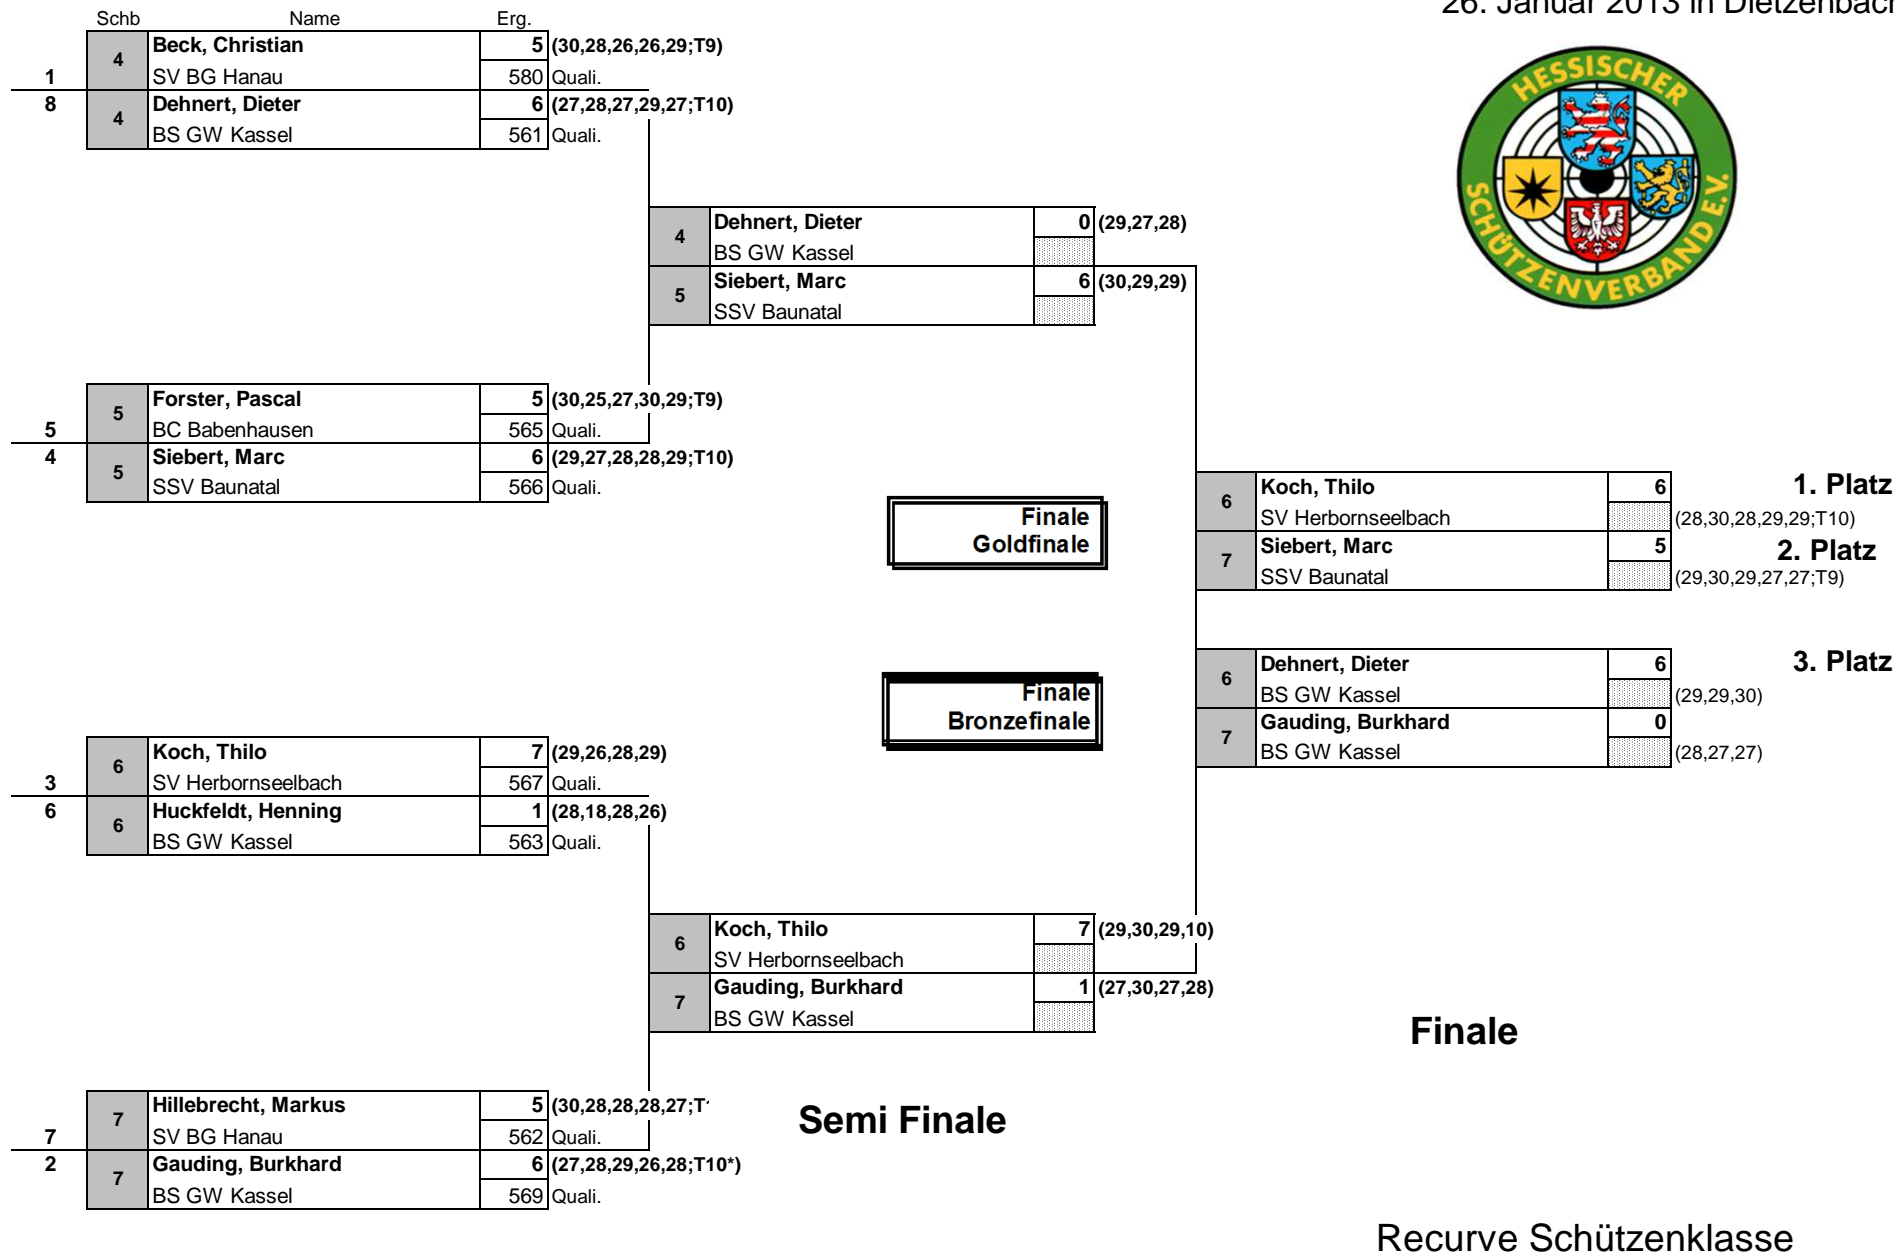 26. Januar 2013 in Dietzenbach
Schb Name Erg.
4 Beck, Christian 5 (30,28,26,26,29;T9)
1 SV BG Hanau 580 Quali.
8 4 Dehnert, Dieter 6 (27,28,27,29,27;T10)
BS GW Kassel 561 Quali.
HESSISCHER
SCHÜTZENVERBAND E.V.
4 Dehnert, Dieter 0 (29,27,28)
BS GW Kassel
5 Siebert, Marc 6 (30,29,29)
SSV Baunatal
5 Forster, Pascal 5 (30,25,27,30,29;T9)
5 BC Babenhausen 565 Quali.
4 5 Siebert, Marc 6 (29,27,28,28,29;T10)
SSV Baunatal 566 Quali.
Finale
Goldfinale
6 Koch, Thilo 6 1. Platz
SV Herbornseelbach (28,30,28,29,29;T10)
7 Siebert, Marc 5 2. Platz
SSV Baunatal (29,30,29,27,27;T9)
Finale
Bronzefinale
6 Dehnert, Dieter 6 3. Platz
BS GW Kassel (29,29,30)
7 Gauding, Burkhard 0
BS GW Kassel (28,27,27)
6 Koch, Thilo 7 (29,26,28,29)
3 SV Herbornseelbach 567 Quali.
6 6 Huckfeldt, Henning 1 (28,18,28,26)
BS GW Kassel 563 Quali.
6 Koch, Thilo 7 (29,30,29,10)
SV Herbornseelbach
7 Gauding, Burkhard 1 (27,30,27,28)
BS GW Kassel
Finale
7 Hillebrecht, Markus 5 (30,28,28,28,27;T
7 SV BG Hanau 562 Quali.
2 7 Gauding, Burkhard 6 (27,28,29,26,28;T10*)
BS GW Kassel 569 Quali.
Semi Finale
Recurve Schützenklasse